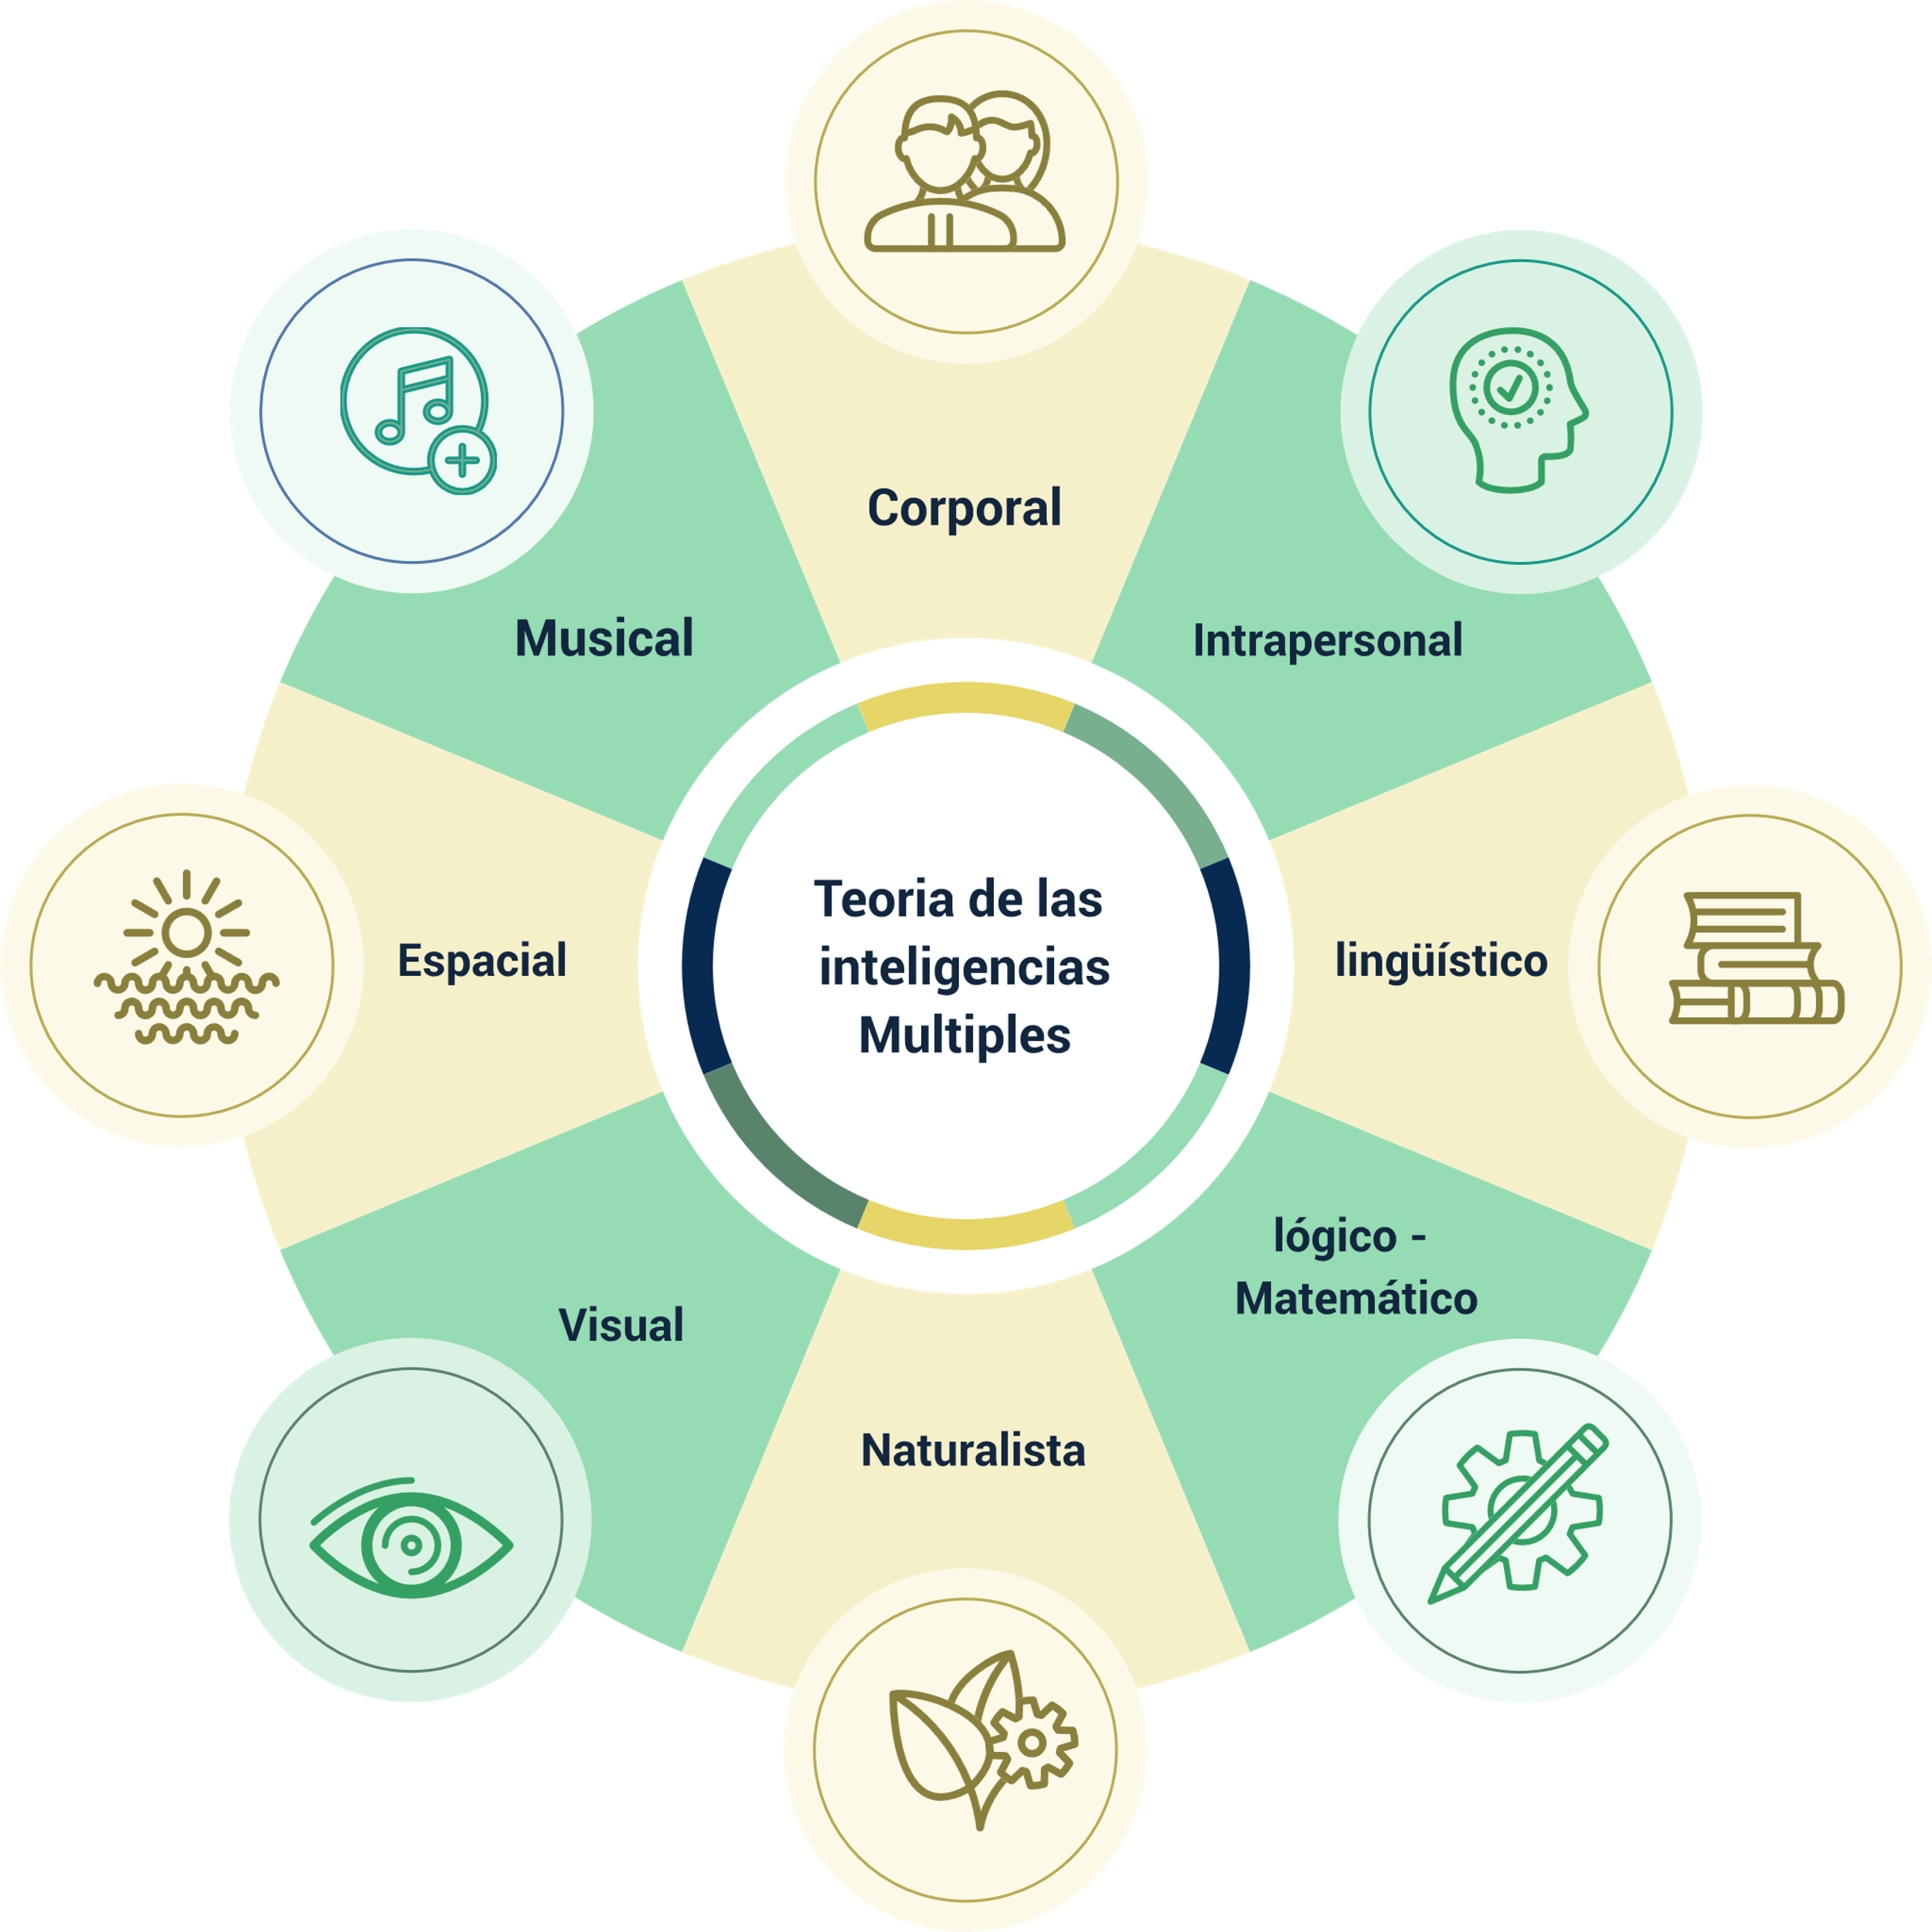 Corporal
Musical
Intrapersonal
Teoria de las
inteligencias
Multiples
Espacial
lingüístico
lógico -
Matemático
Visual
Naturalista